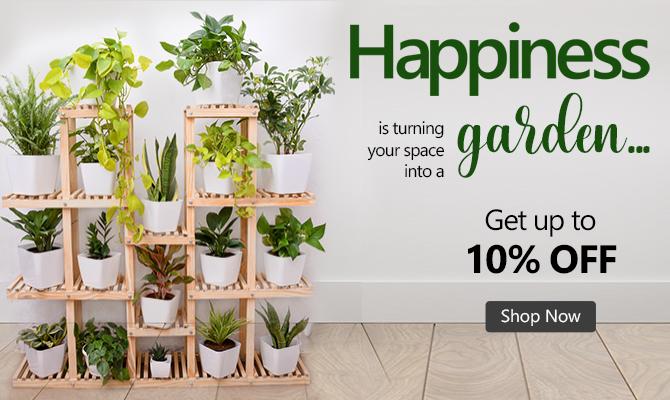 Happiness
is turning
your space
into a
garden...
Get up to
10% OFF
Shop Now